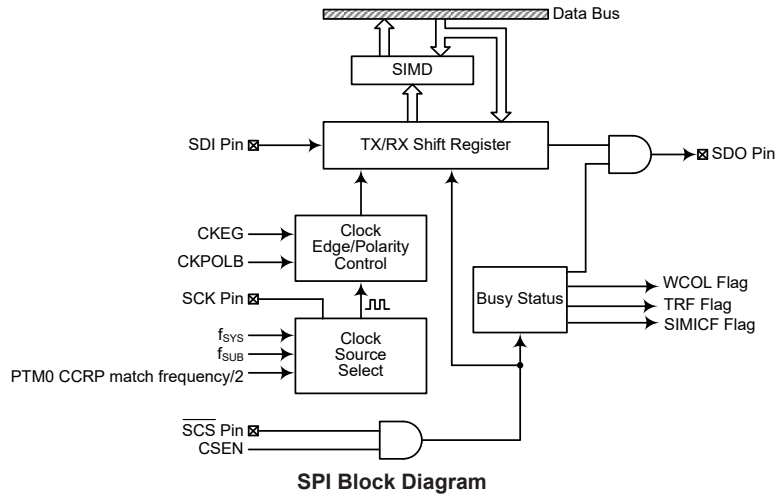 Data Bus
SIMD
SDI Pin
TX/RX Shift Register
SDO Pin
CKEG
CKPOLB
Clock
Edge/Polarity
Control
SCK Pin
Busy Status
WCOL Flag
TRF Flag
SIMICF Flag
fSYS
fSUB
PTM0 CCRP match frequency/2
Clock
Source
Select
SCS Pin
CSEN
SPI Block Diagram